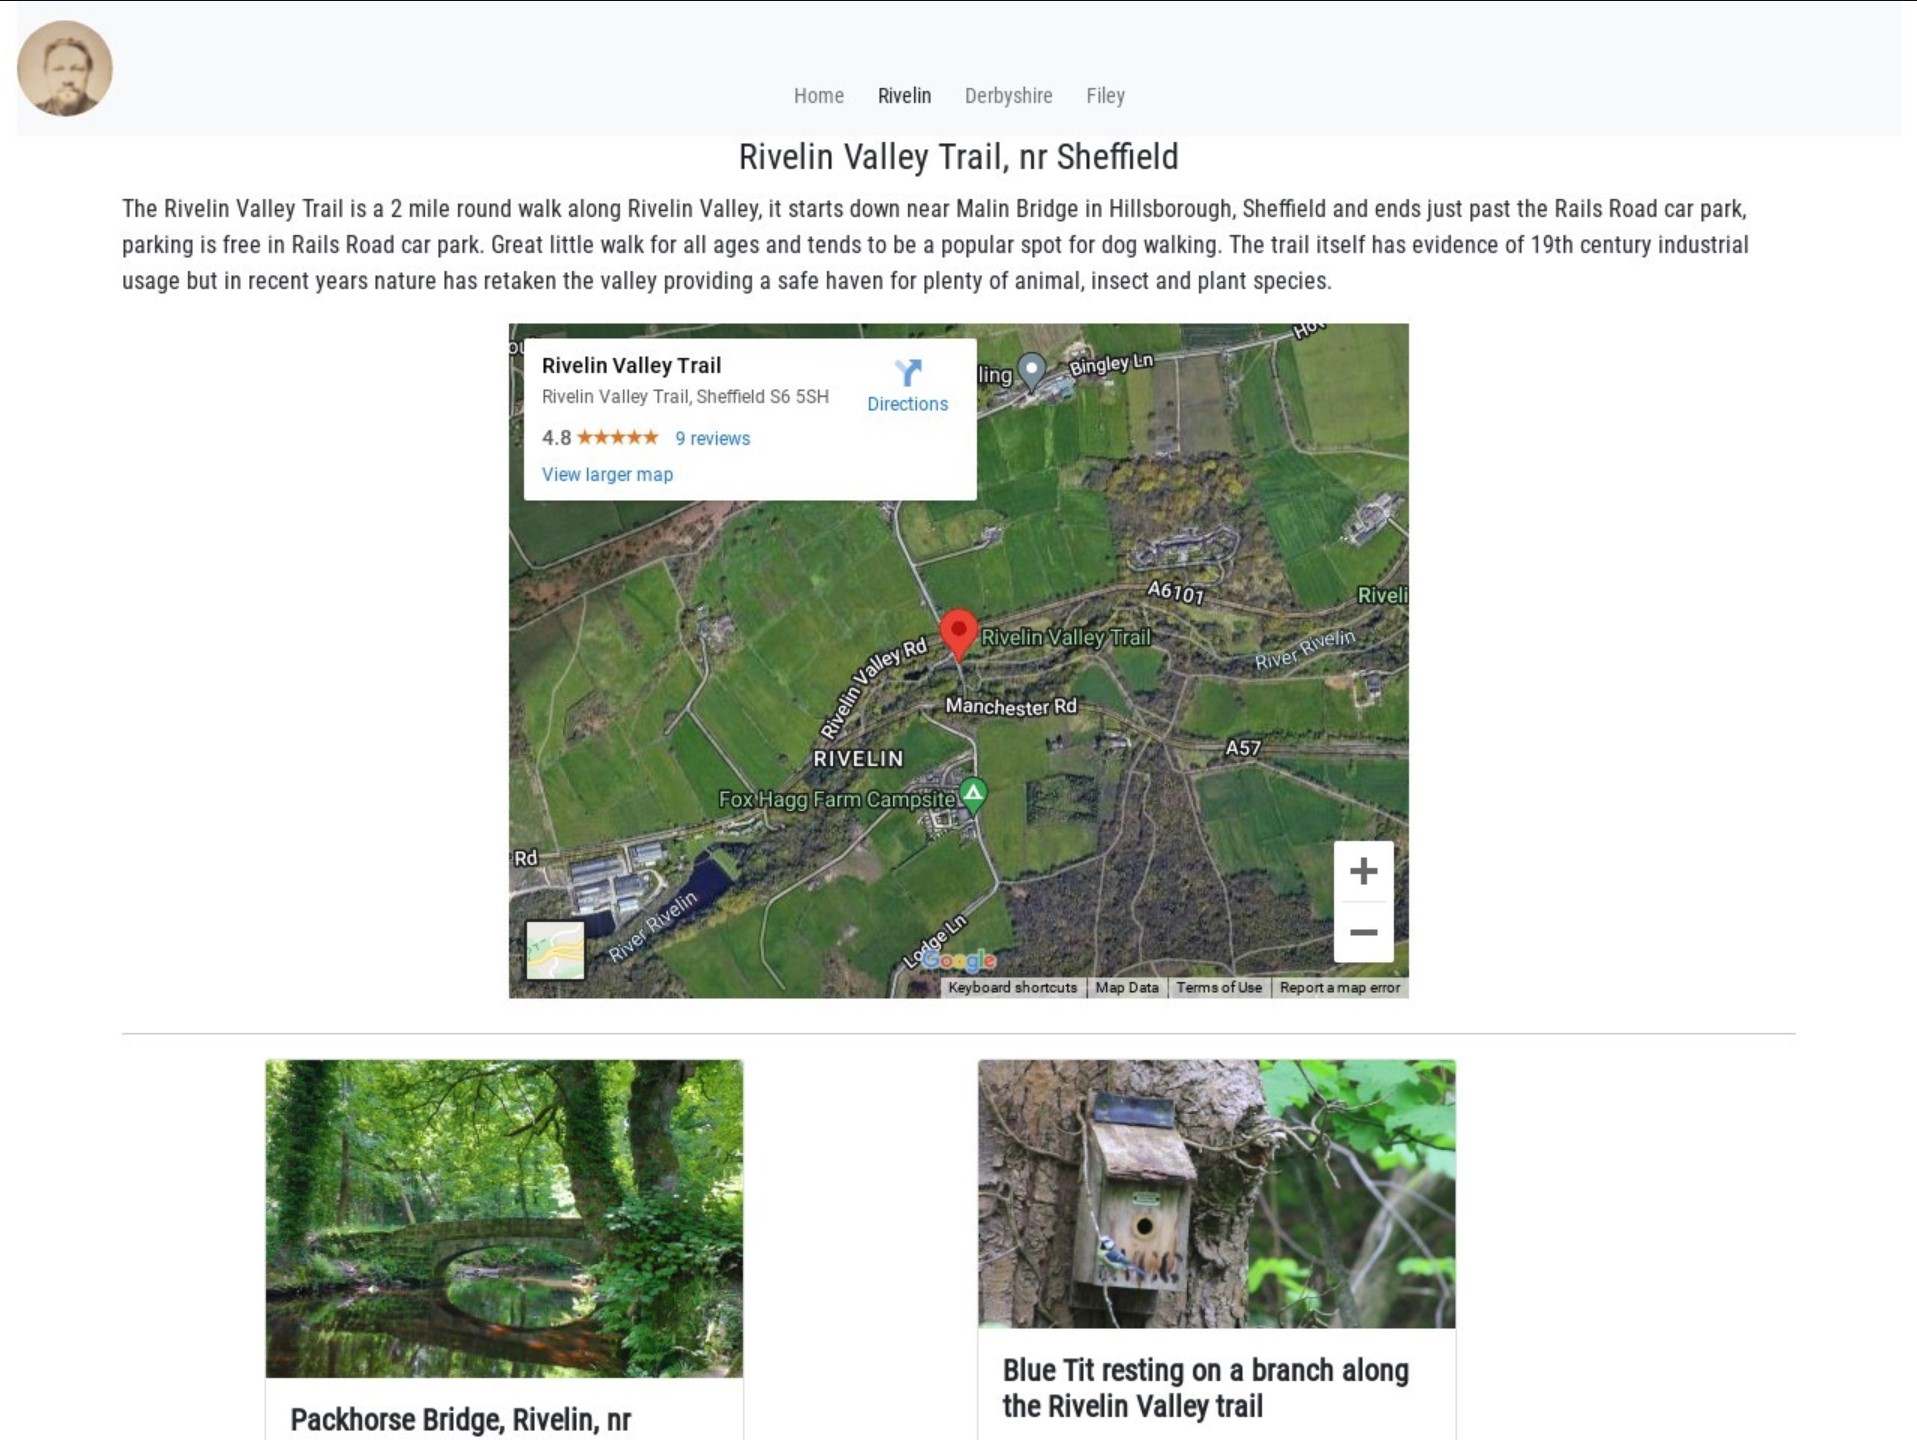 Home Rivelin Derbyshire Filey
Rivelin Valley Trail, nr Sheffield
The Rivelin Valley Trail is a 2 mile round walk along Rivelin Valley, it starts down near Malin Bridge in Hillsborough, Sheffield and ends just past the Rails Road car park,
parking is free in Rails Road car park. Great little walk for all ages and tends to be a popular spot for dog walking. The trail itself has evidence of 19th century industrial
usage but in recent years nature has retaken the valley providing a safe haven for plenty of animal, insect and plant species.
Rivelin Valley Trail
Rivelin Valley Trail, Sheffield S6 5SH
Directions
4.8 9 reviews
View larger map
ling
Bingley Ln
A6101
Riveli
Rivelin Valley Trail
River Rivelin
Rivelin Valley Rd
Manchester Rd
A57
RIVELIN
Fox Hagg Farm Campsite
Rd
River Rivelin
Lodge Ln
Google
Keyboard shortcuts Map Data Terms of Use Report a map error
Packhorse Bridge, Rivelin, nr
Blue Tit resting on a branch along
the Rivelin Valley trail